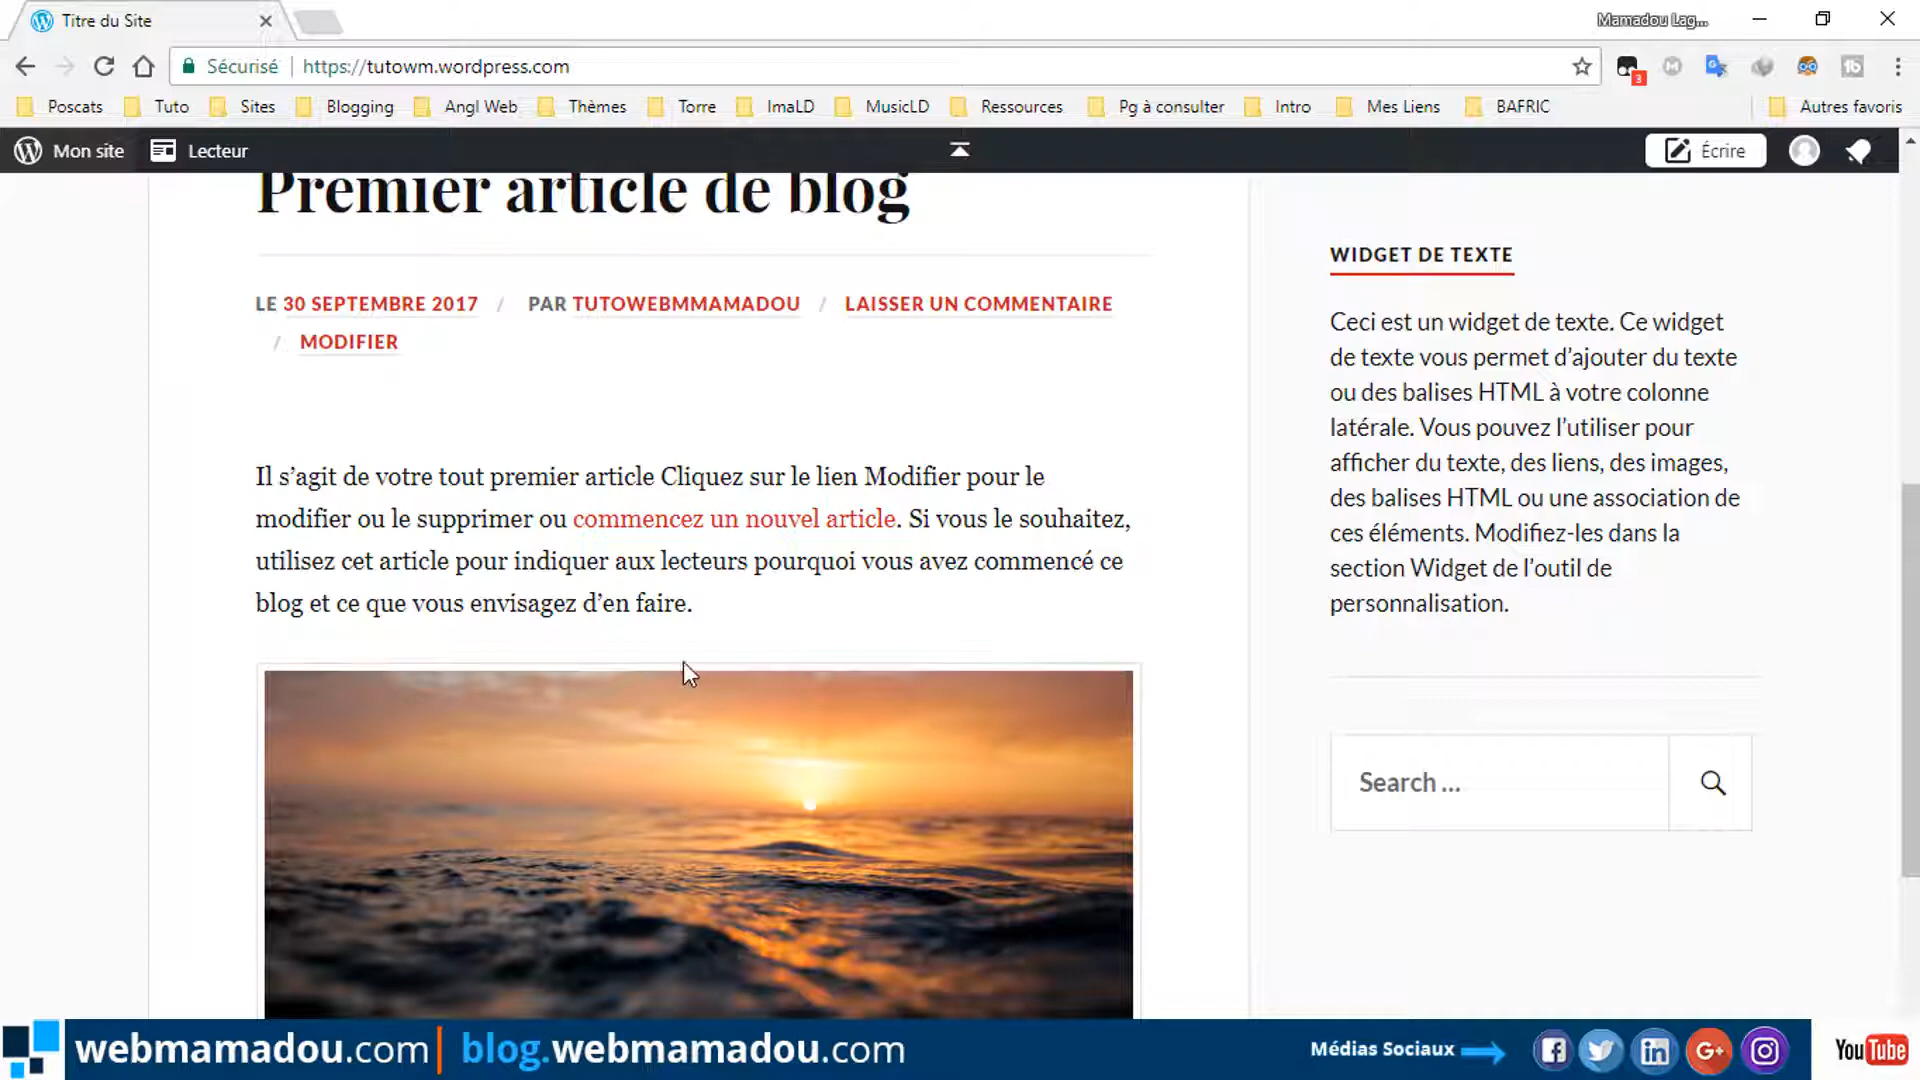 Titre du Site
Mamadou Lag...
Sécurisé
https://tutowm.wordpress.com
3
Poscats
Tuto
Sites
Blogging
Angl Web
Thèmes
Torre
ImaLD
MusicLD
Ressources
Pg à consulter
Intro
Mes Liens
BAFRIC
Autres favoris
Mon site
Lecteur
Écrire
Premier article de blog
LE 30 SEPTEMBRE 2017 / PAR TUTOWEBMMAMADOU / LAISSER UN COMMENTAIRE
/ MODIFIER
Il s’agit de votre tout premier article Cliquez sur le lien Modifier pour le
modifier ou le supprimer ou commencez un nouvel article. Si vous le souhaitez,
utilisez cet article pour indiquer aux lecteurs pourquoi vous avez commencé ce
blog et ce que vous envisagez d’en faire.
WIDGET DE TEXTE
Ceci est un widget de texte. Ce widget
de texte vous permet d’ajouter du texte
ou des balises HTML à votre colonne
latérale. Vous pouvez l’utiliser pour
afficher du texte, des liens, des images,
des balises HTML ou une association de
ces éléments. Modifiez-les dans la
section Widget de l’outil de
personnalisation.
Search ...
webmamadou.com | blog.webmamadou.com
Médias Sociaux
YouTube